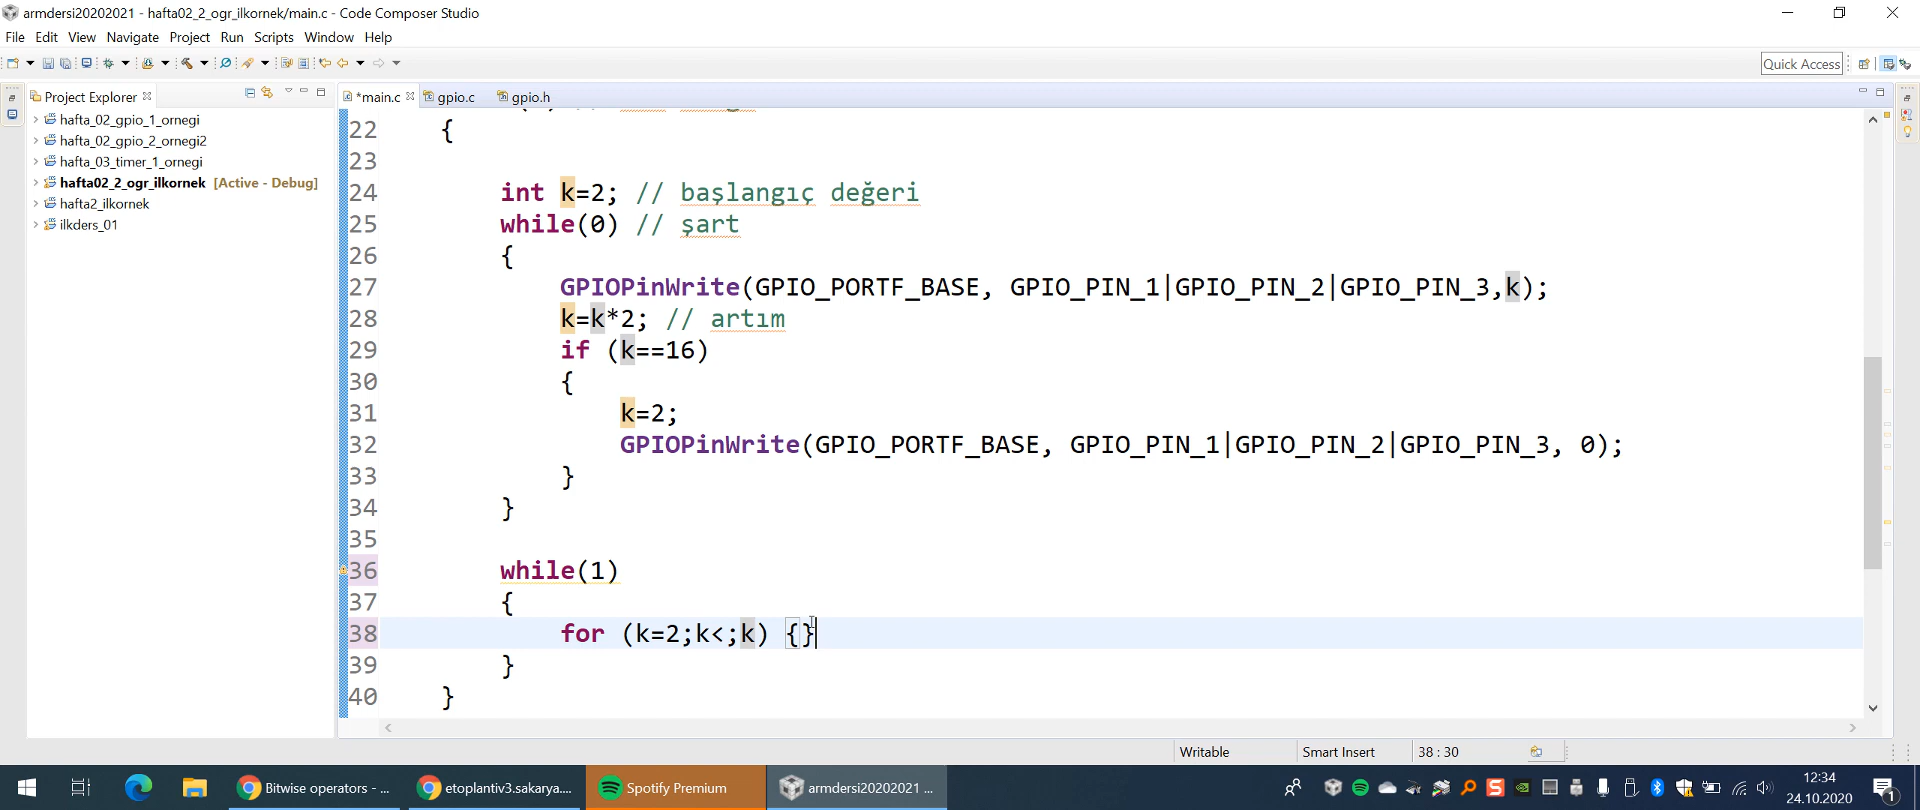 armdersi20202021 - hafta02_2_ogr_ilkornek/main.c - Code Composer Studio
File Edit View Navigate Project Run Scripts Window Help
Quick Access
Project Explorer
*main.c gpio.c gpio.h
hafta_02_gpio_1_ornegi
hafta_02_gpio_2_ornegi2
hafta_03_timer_1_ornegi
hafta02_2_ogr_ilkornek [Active - Debug]
hafta2_ilkornek
ilkders_01
22 {
23
24 int k=2; // başlangıç değeri
25 while(0) // şart
26 {
27 GPIOPinWrite(GPIO_PORTF_BASE, GPIO_PIN_1|GPIO_PIN_2|GPIO_PIN_3,k);
28 k=k*2; // artım
29 if (k==16)
30 {
31 k=2;
32 GPIOPinWrite(GPIO_PORTF_BASE, GPIO_PIN_1|GPIO_PIN_2|GPIO_PIN_3, 0);
33 }
34 }
35
36 while(1)
37 {
38 for (k=2;k<;k) {}
39 }
40 }
Writable Smart Insert 38 : 30
Bitwise operators - ... etoplantiv3.sakarya.... Spotify Premium armdersi20202021 ...
12:34
24.10.2020
1